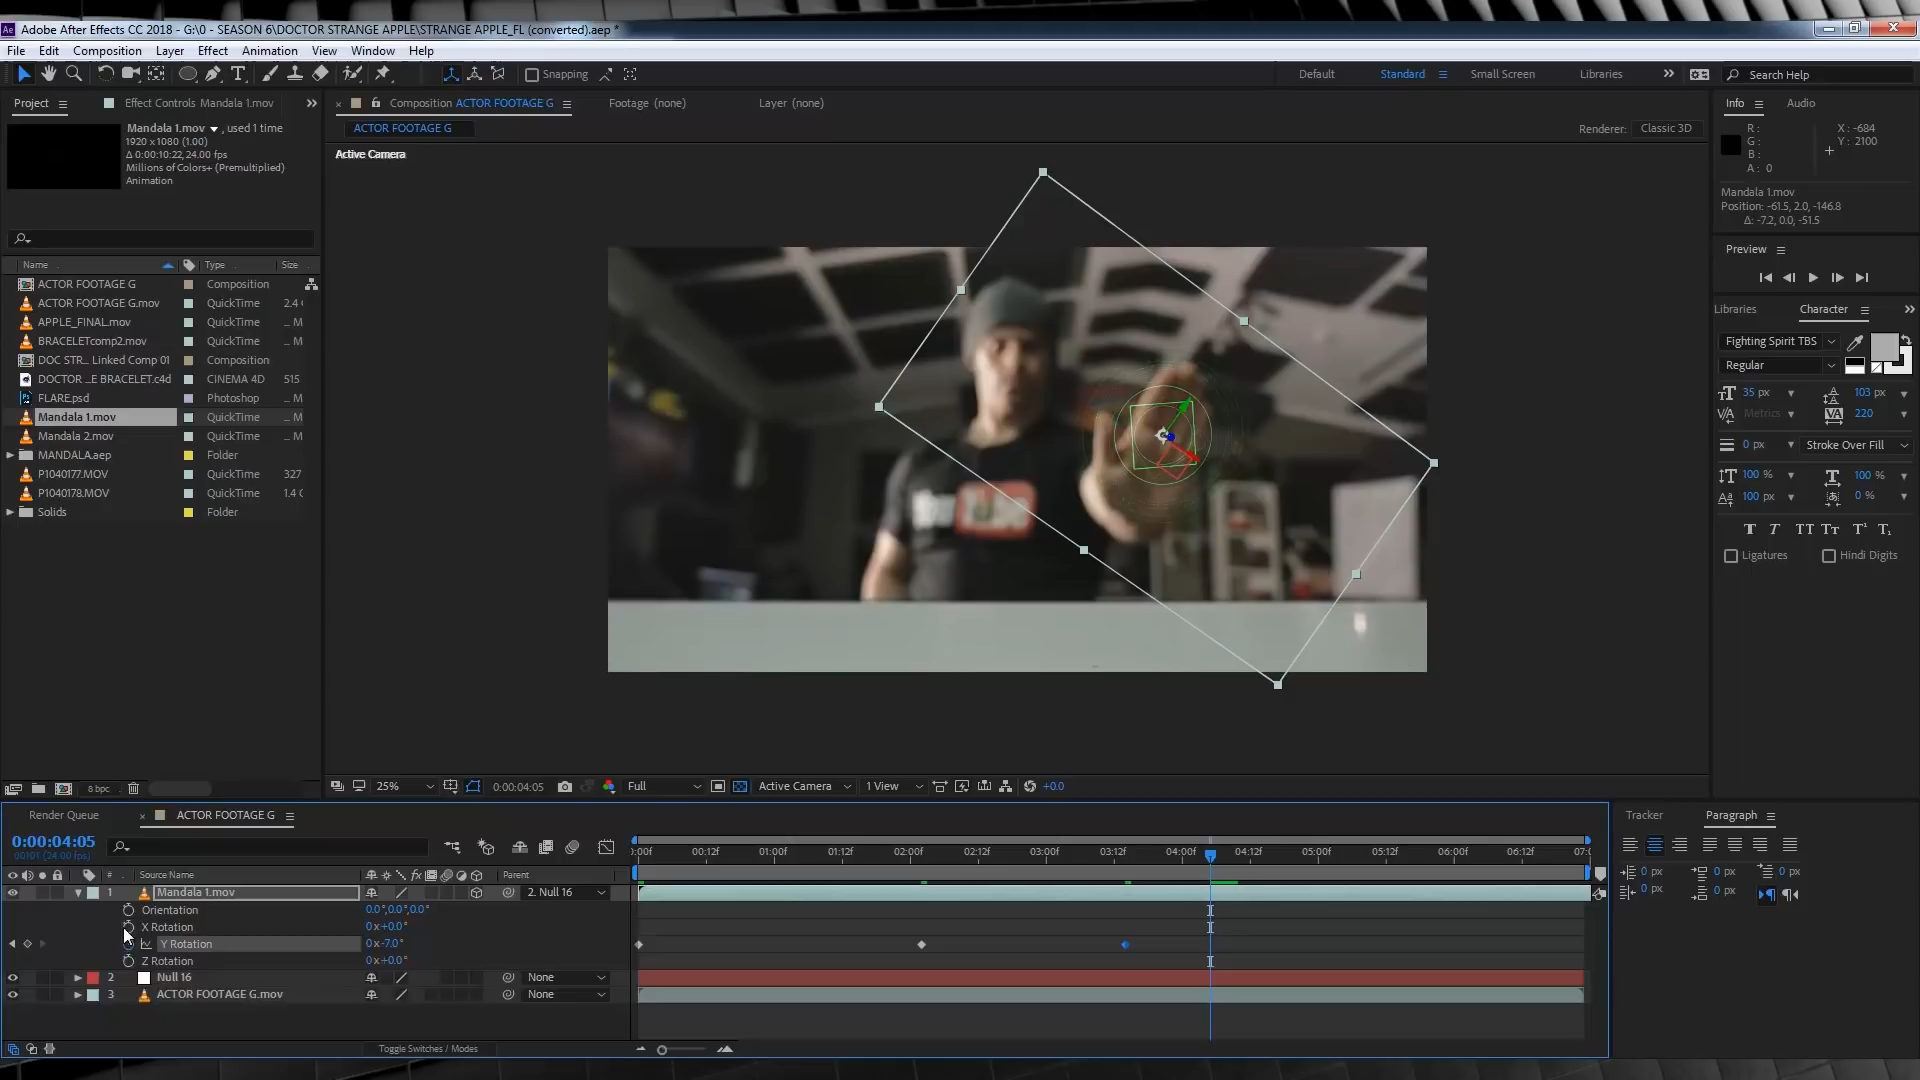 Adobe After Effects CC 2018 - G:\0 - SEASON 6\DOCTOR STRANGE APPLE\STRANGE APPLE_FL (converted).aep *
File Edit Composition Layer Effect Animation View Window Help
Snapping
Default Standard Small Screen Libraries Search Help
Project Effect Controls Mandala 1.mov
Composition ACTOR FOOTAGE G Footage (none) Layer (none)
Info Audio
Mandala 1.mov , used 1 time
1920 x 1080 (1.00)
Δ 0:00:10:22, 24.00 fps
Millions of Colors+ (Premultiplied)
Animation
ACTOR FOOTAGE G
Renderer: Classic 3D
Active Camera
R :
G :
B :
A : 0
X : -684
Y : 2100
Mandala 1.mov
Position: -61.5, 2.0, -146.8
Δ: -7.2, 0.0, -51.5
Preview
Name Type Size
ACTOR FOOTAGE G Composition
ACTOR FOOTAGE G.mov QuickTime 2.4
APPLE_FINAL.mov QuickTime ... M
BRACELETcomp2.mov QuickTime ... M
DOC STR... Linked Comp 01 Composition
DOCTOR ...E BRACELET.c4d CINEMA 4D 515
FLARE.psd Photoshop ... M
Mandala 1.mov QuickTime ... M
Mandala 2.mov QuickTime ... M
MANDALA.aep Folder
P1040177.MOV QuickTime 327
P1040178.MOV QuickTime 1.4
Solids Folder
Libraries Character
Fighting Spirit TBS
Regular
35 px 103 px
Metrics 220
0 px Stroke Over Fill
100 % 100 %
100 px 0 %
Ligatures Hindi Digits
8 bpc
25% 0:00:04:05 Full Active Camera 1 View +0.0
Render Queue ACTOR FOOTAGE G
Tracker Paragraph
0:00:04:05
00101 (24.00 fps)
:00f 00:12f 01:00f 01:12f 02:00f 02:12f 03:00f 03:12f 04:00f 04:12f 05:00f 05:12f 06:00f 06:12f 07:0
# Source Name Parent
1 Mandala 1.mov 2. Null 16
Orientation 0.0°,0.0°,0.0°
X Rotation 0x+0.0°
Y Rotation 0x-7.0°
Z Rotation 0x+0.0°
2 Null 16 None
3 ACTOR FOOTAGE G.mov None
0 px 0 px 0 px
0 px 0 px
Toggle Switches / Modes